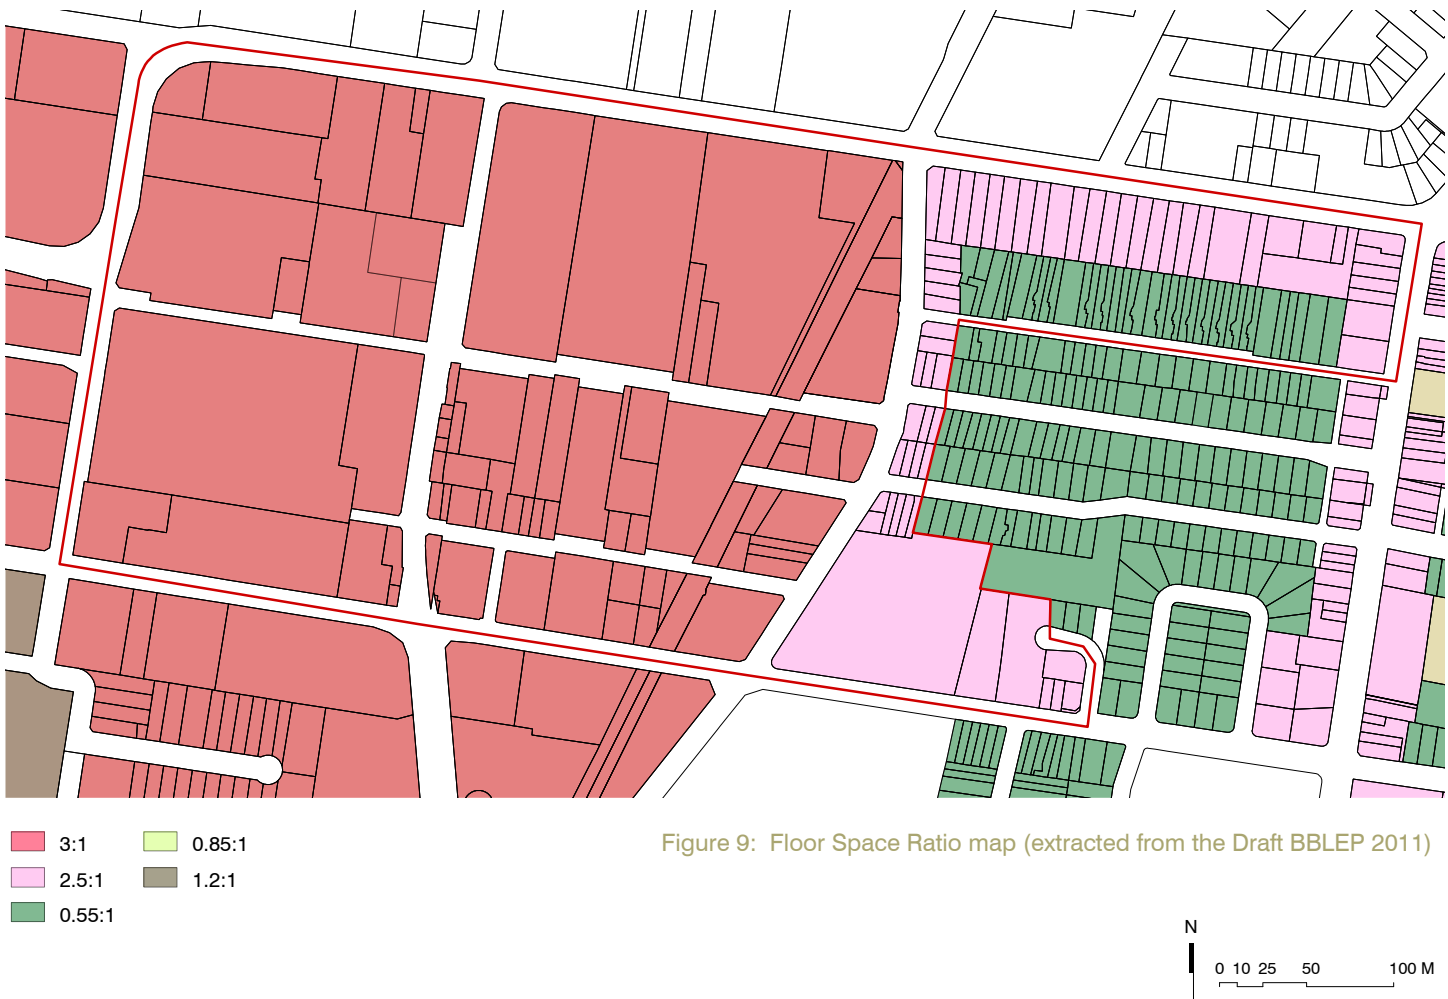 3:1
0.85:1
Figure 9: Floor Space Ratio map (extracted from the Draft BBLEP 2011)
2.5:1
1.2:1
0.55:1
N
0 10 25 50 100 M